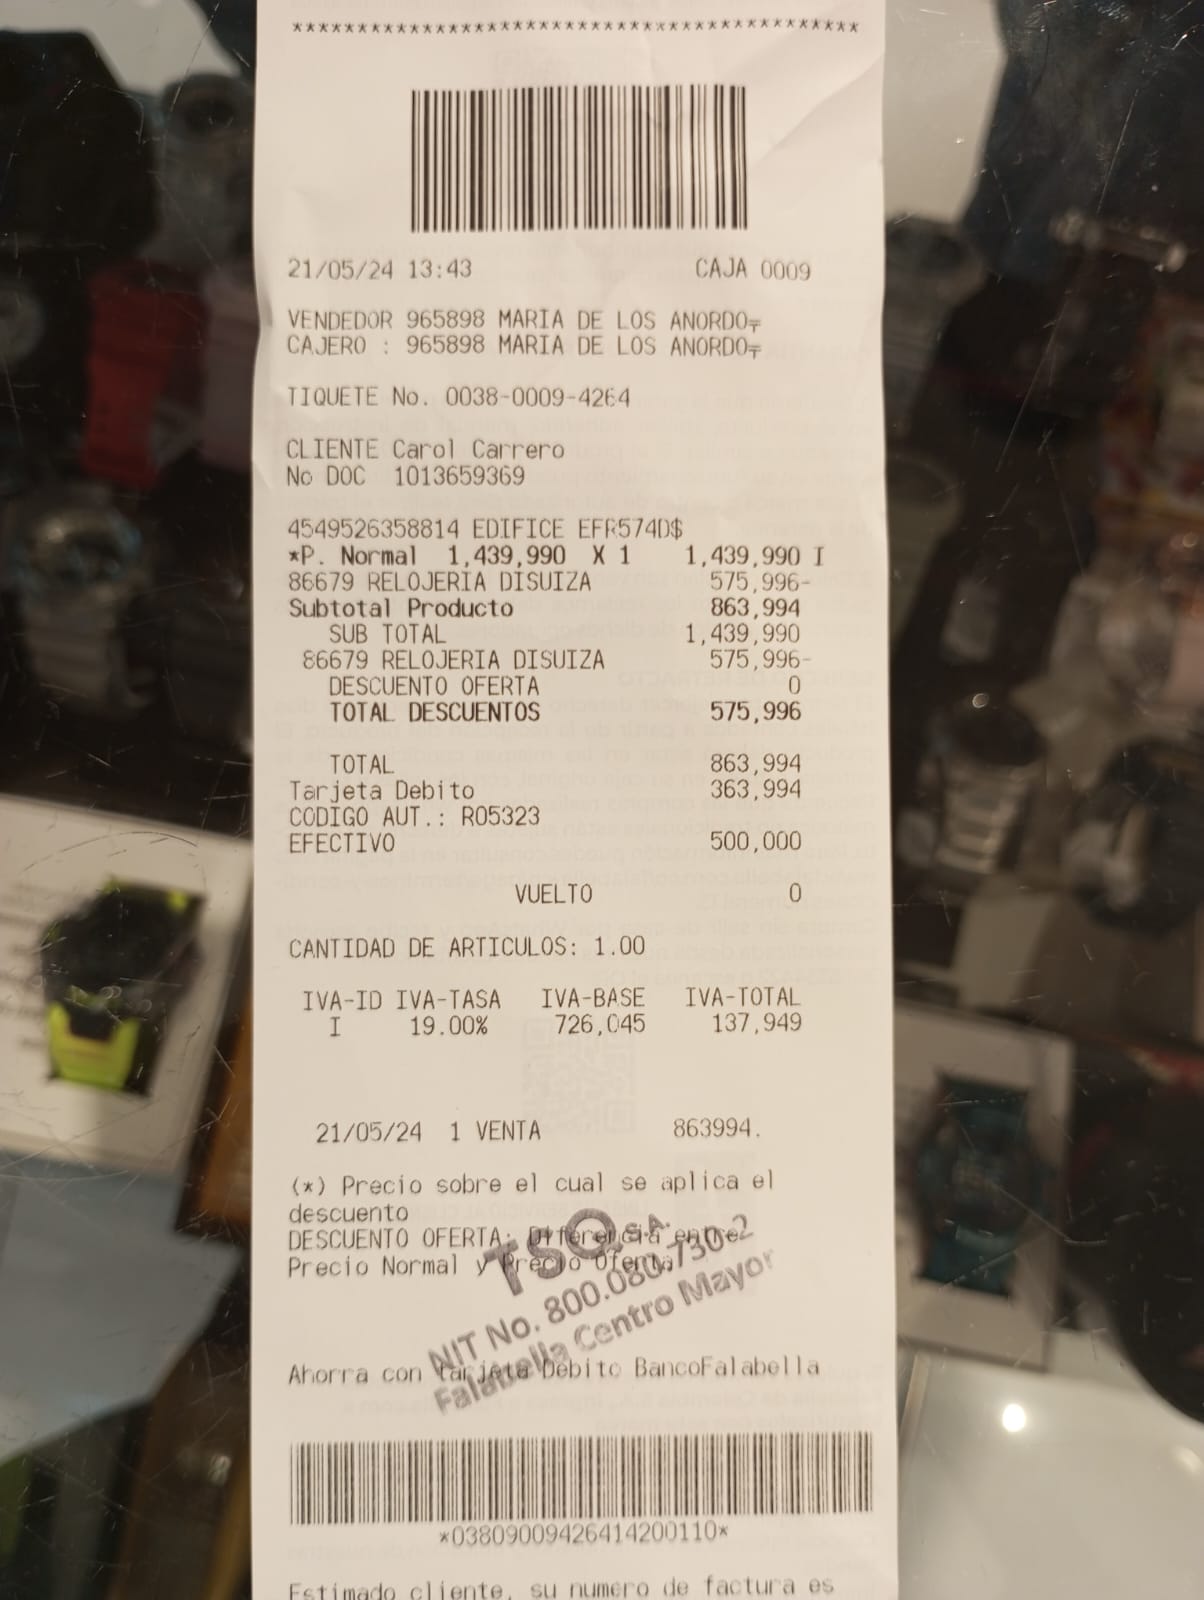 *******************************************
21/05/24 13:43 CAJA 0009
VENDEDOR 965898 MARIA DE LOS ANORDO
CAJERO : 965898 MARIA DE LOS ANORDO
TIQUETE No. 0038-0009-4264
CLIENTE Carol Carrero
No DOC 1013659369
4549526358814 EDIFICE EFR574D$
*P. Normal 1,439,990 X 1 1,439,990 I
86679 RELOJERIA DISUIZA 575,996-
Subtotal Producto 863,994
SUB TOTAL 1,439,990
86679 RELOJERIA DISUIZA 575,996-
DESCUENTO OFERTA 0
TOTAL DESCUENTOS 575,996
TOTAL 863,994
Tarjeta Debito 363,994
CODIGO AUT.: R05323
EFECTIVO 500,000
VUELTO 0
CANTIDAD DE ARTICULOS: 1.00
IVA-ID IVA-TASA IVA-BASE IVA-TOTAL
I 19.00% 726,045 137,949
21/05/24 1 VENTA 863994.
(*) Precio sobre el cual se aplica el
descuento
DESCUENTO OFERTA: Diferencia entre
Precio Normal y Precio Oferta
TSO S.A.
NIT No. 800.080.730-2
Falabella Centro Mayor
Ahorra con Tarjeta Debito BancoFalabella
*03809009426414200110*
Estimado cliente, su numero de factura es